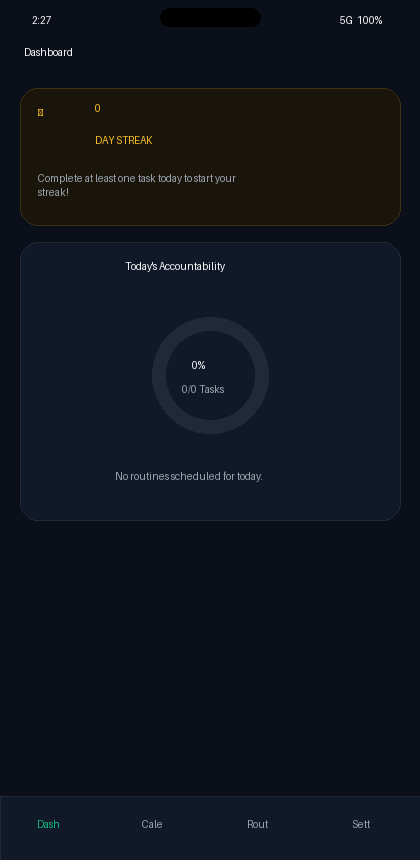 2:27
5G 100%
Dashboard
0
DAY STREAK
Complete at least one task today to start your
streak!
Today's Accountability
0%
0/0 Tasks
No routines scheduled for today.
Dash
Cale
Rout
Sett